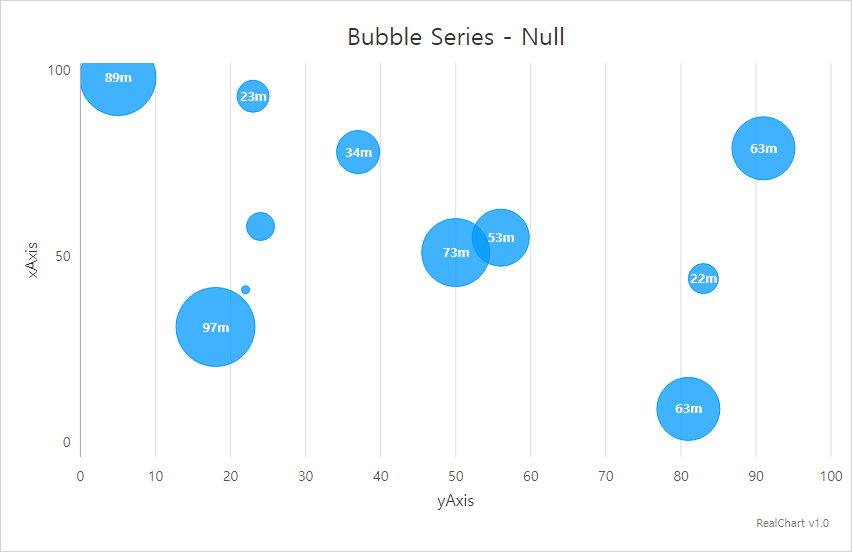 Bubble Series - Null
100
89m
23m
34m
63m
50
xAxis
73m
53m
22m
97m
63m
0
0 10 20 30 40 50 60 70 80 90 100
yAxis
RealChart v1.0